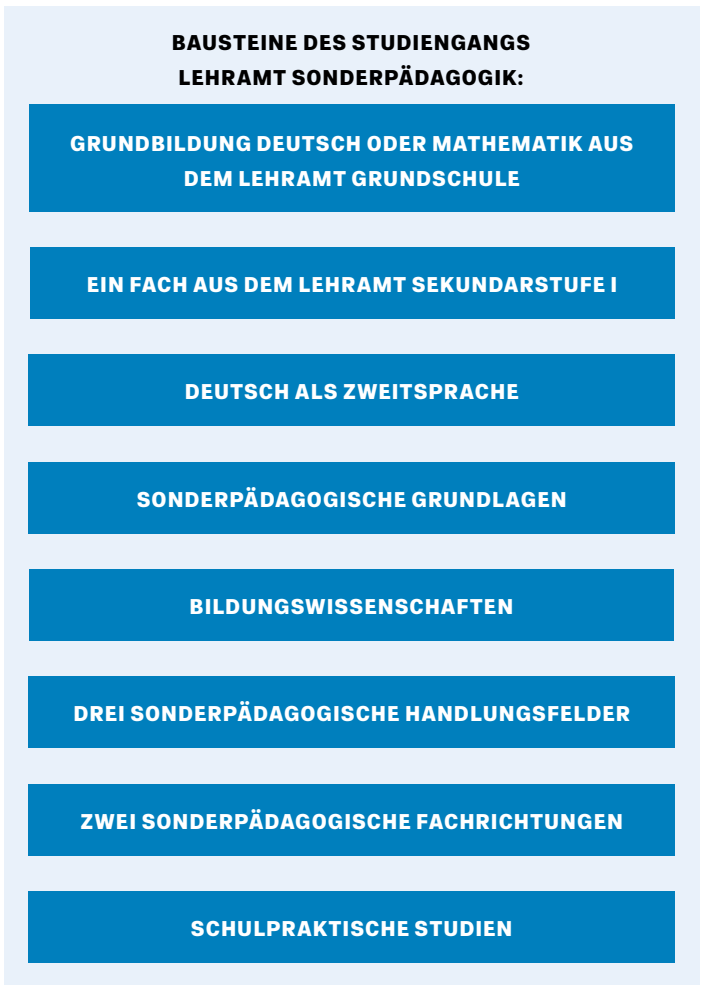 BAUSTEINE DES STUDIENGANGS
LEHRAMT SONDERPÄDAGOGIK:
GRUNDBILDUNG DEUTSCH ODER MATHEMATIK AUS
DEM LEHRAMT GRUNDSCHULE
EIN FACH AUS DEM LEHRAMT SEKUNDARSTUFE I
DEUTSCH ALS ZWEITSPRACHE
SONDERPÄDAGOGISCHE GRUNDLAGEN
BILDUNGSWISSENSCHAFTEN
DREI SONDERPÄDAGOGISCHE HANDLUNGSFELDER
ZWEI SONDERPÄDAGOGISCHE FACHRICHTUNGEN
SCHULPRAKTISCHE STUDIEN